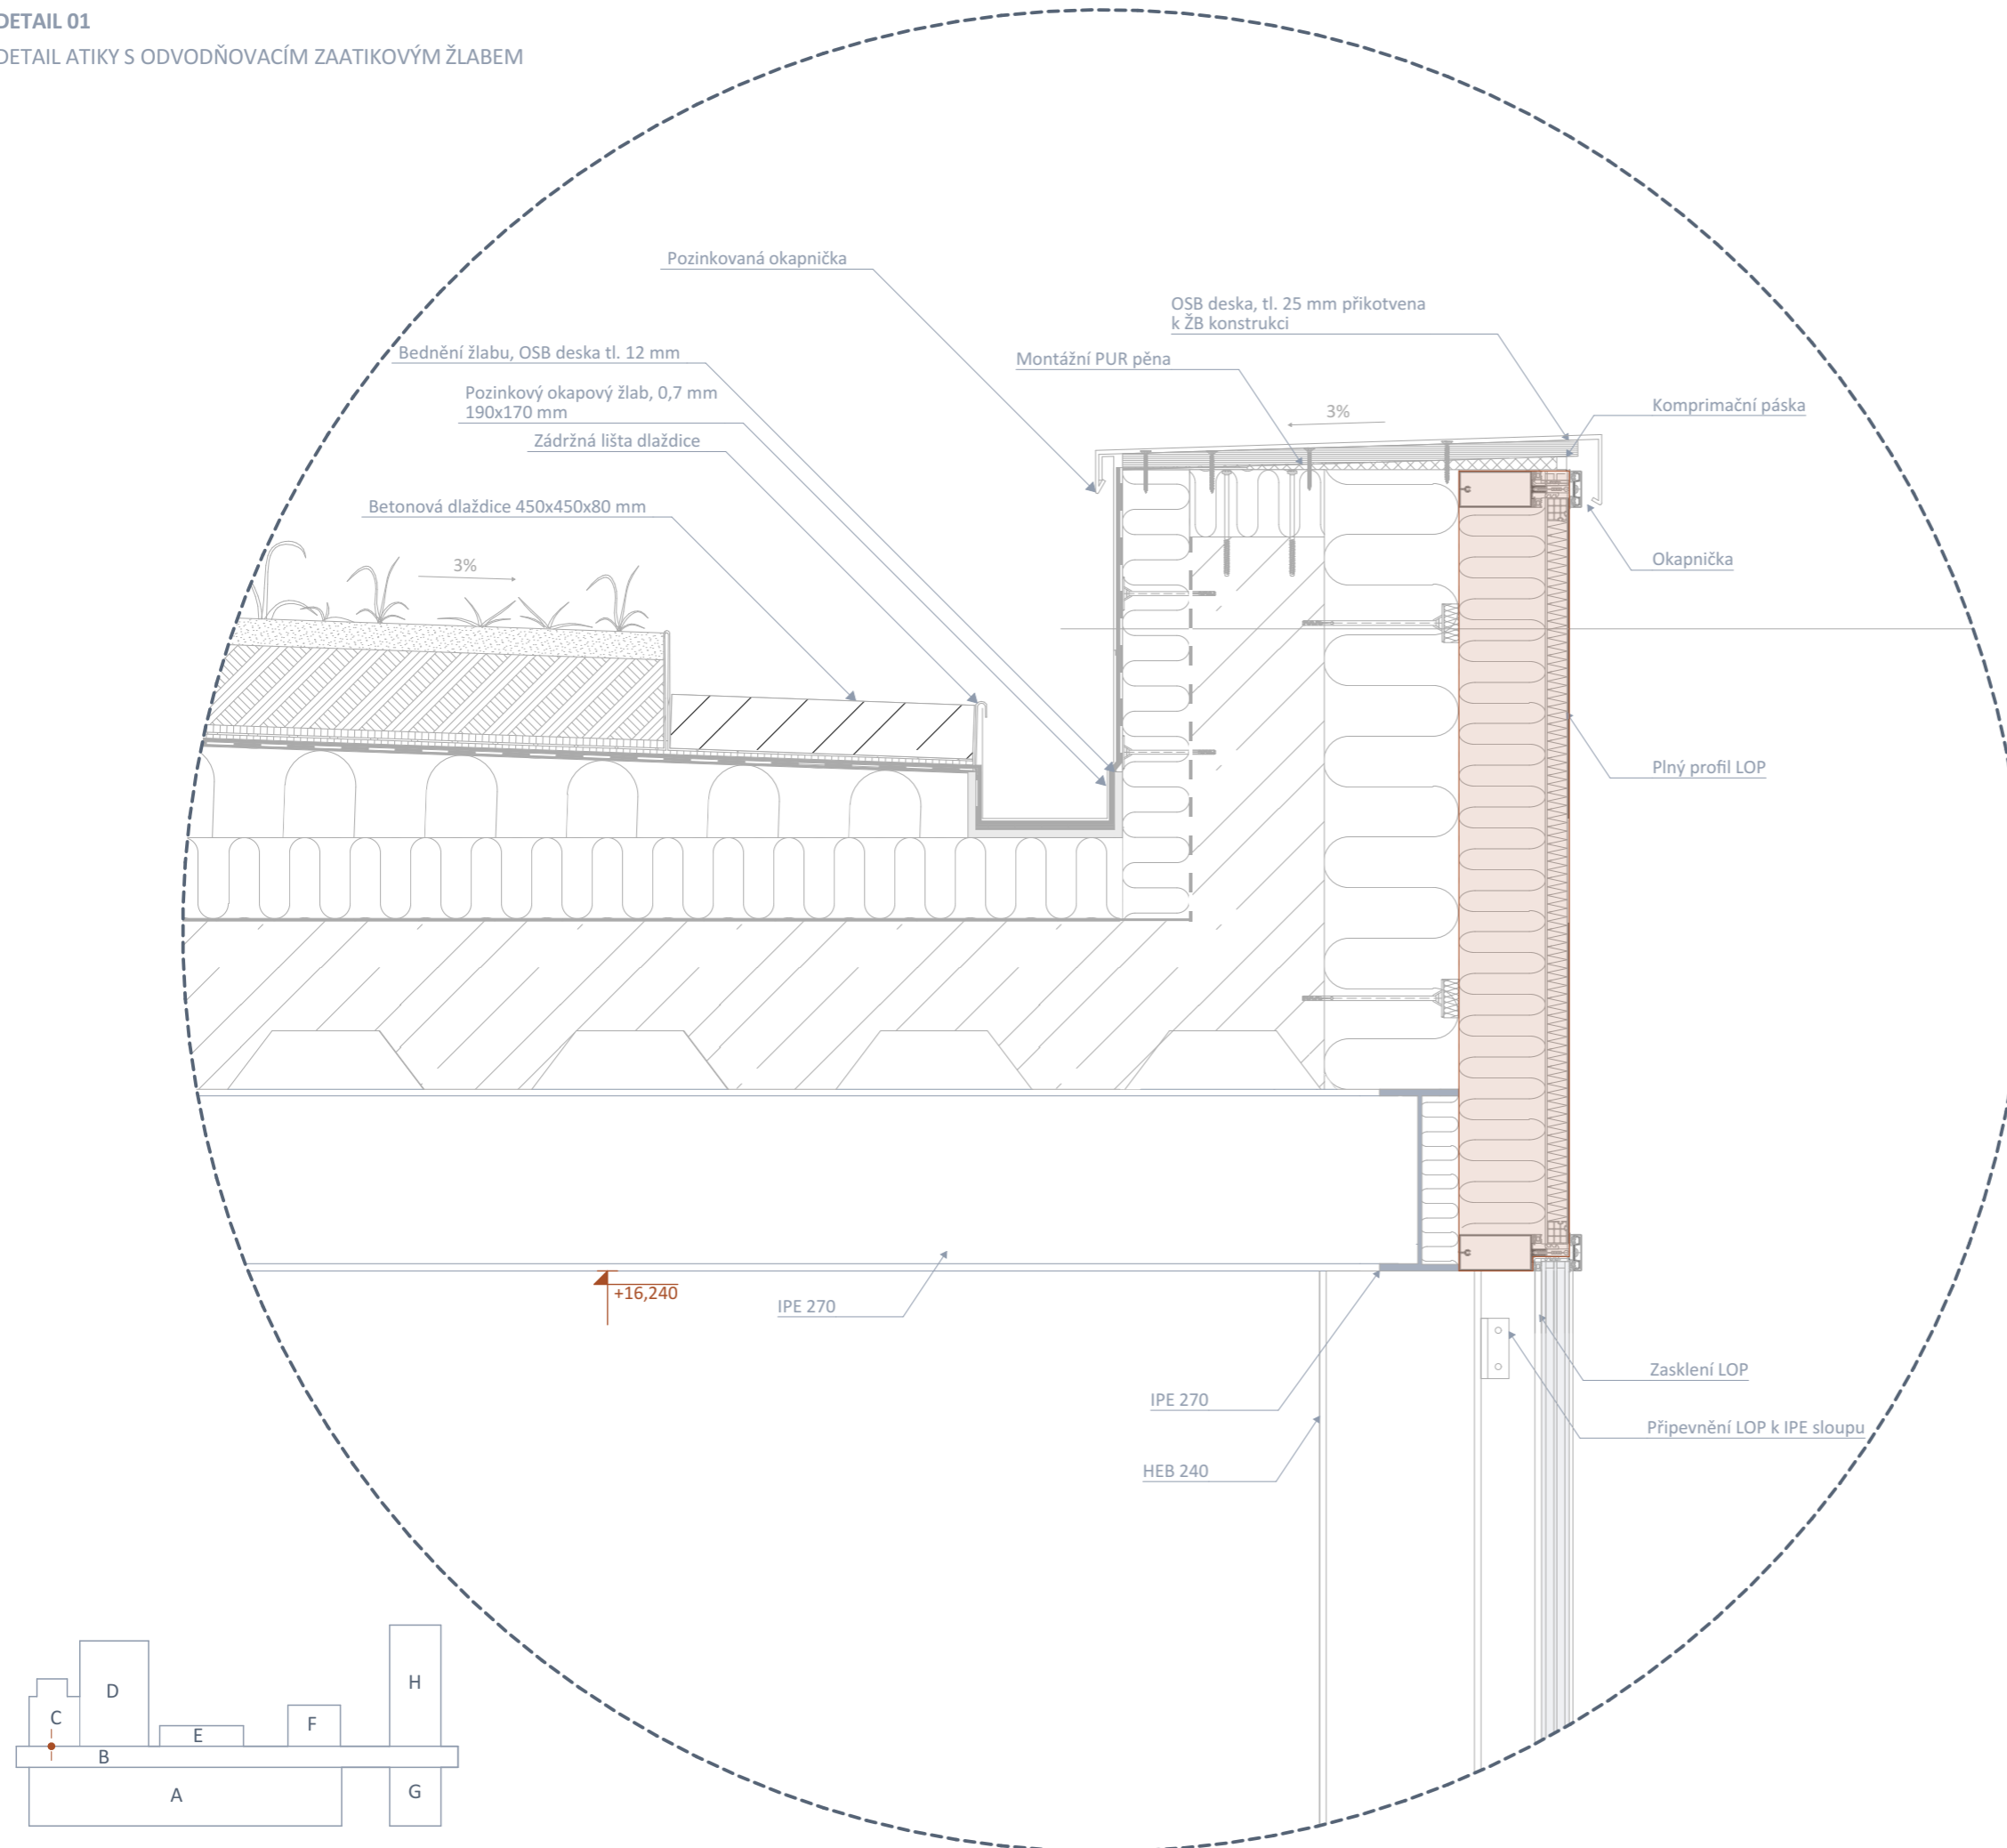 DETAIL 01
DETAIL ATIKY S ODVODŇOVACÍM ZAATIKOVÝM ŽLABEM
Pozinkovaná okapnička
OSB deska, tl. 25 mm přikotvena
k ŽB konstrukci
Bednění žlabu, OSB deska tl. 12 mm
Montážní PUR pěna
Pozinkový okapový žlab, 0,7 mm
190x170 mm
Komprimační páska
3%
Zádržná lišta dlaždice
Betonová dlaždice 450x450x80 mm
Okapnička
3%
Plný profil LOP
+16,240
IPE 270
Zasklení LOP
IPE 270
Připevnění LOP k IPE sloupu
HEB 240
H
D
C
F
E
B
A
G